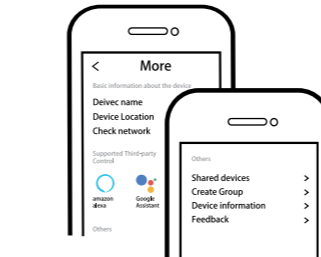 < More
Basic information about the device
Deivec name
Device Location
Check network
Supported Third-party
Control
amazon
alexa
Google
Assistant
Others
Others
Shared devices >
Create Group >
Device information >
Feedback >